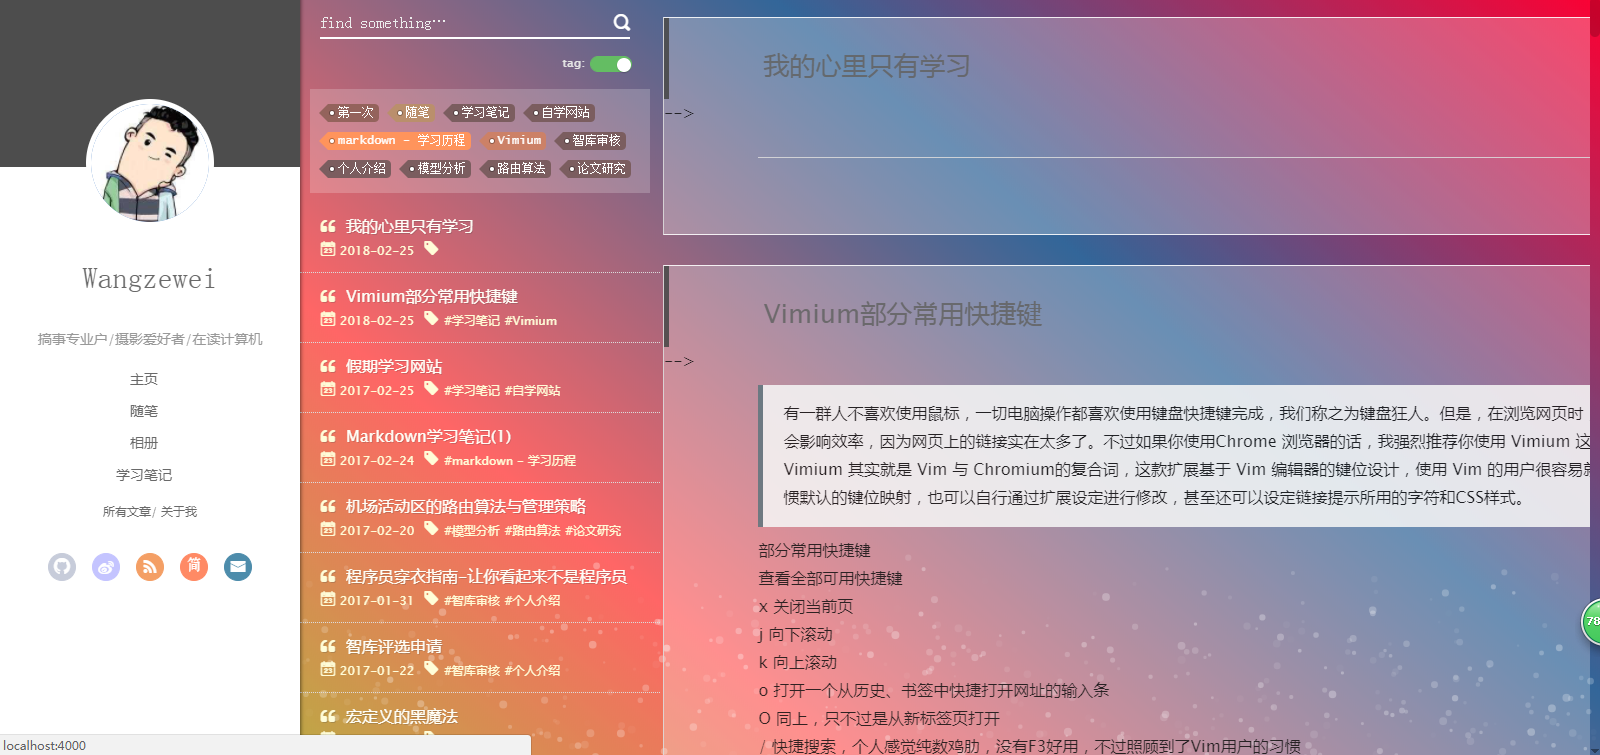 Wangzewei
搞事专业户/摄影爱好者/在读计算机
主页
随笔
相册
学习笔记
所有文章/ 关于我
简
localhost:4000
find something…
tag:
第一次 随笔 学习笔记 自学网站
markdown - 学习历程 Vimium 智库审核
个人介绍 模型分析 路由算法 论文研究
我的心里只有学习
2018-02-25
Vimium部分常用快捷键
2018-02-25 #学习笔记 #Vimium
假期学习网站
2017-02-25 #学习笔记 #自学网站
Markdown学习笔记(1)
2017-02-24 #markdown - 学习历程
机场活动区的路由算法与管理策略
2017-02-20 #模型分析 #路由算法 #论文研究
程序员穿衣指南-让你看起来不是程序员
2017-01-31 #智库审核 #个人介绍
智库评选申请
2017-01-22 #智库审核 #个人介绍
宏定义的黑魔法
我的心里只有学习
-->
Vimium部分常用快捷键
-->
有一群人不喜欢使用鼠标，一切电脑操作都喜欢使用键盘快捷键完成，我们称之为键盘狂人。但是，在浏览网页时
会影响效率，因为网页上的链接实在太多了。不过如果你使用Chrome 浏览器的话，我强烈推荐你使用 Vimium 这
Vimium 其实就是 Vim 与 Chromium的复合词，这款扩展基于 Vim 编辑器的键位设计，使用 Vim 的用户很容易就
惯默认的键位映射，也可以自行通过扩展设定进行修改，甚至还可以设定链接提示所用的字符和CSS样式。
部分常用快捷键
查看全部可用快捷键
x 关闭当前页
j 向下滚动
k 向上滚动
o 打开一个从历史、书签中快捷打开网址的输入条
O 同上，只不过是从新标签页打开
/ 快捷搜索，个人感觉纯数鸡肋，没有F3好用，不过照顾到了Vim用户的习惯
78